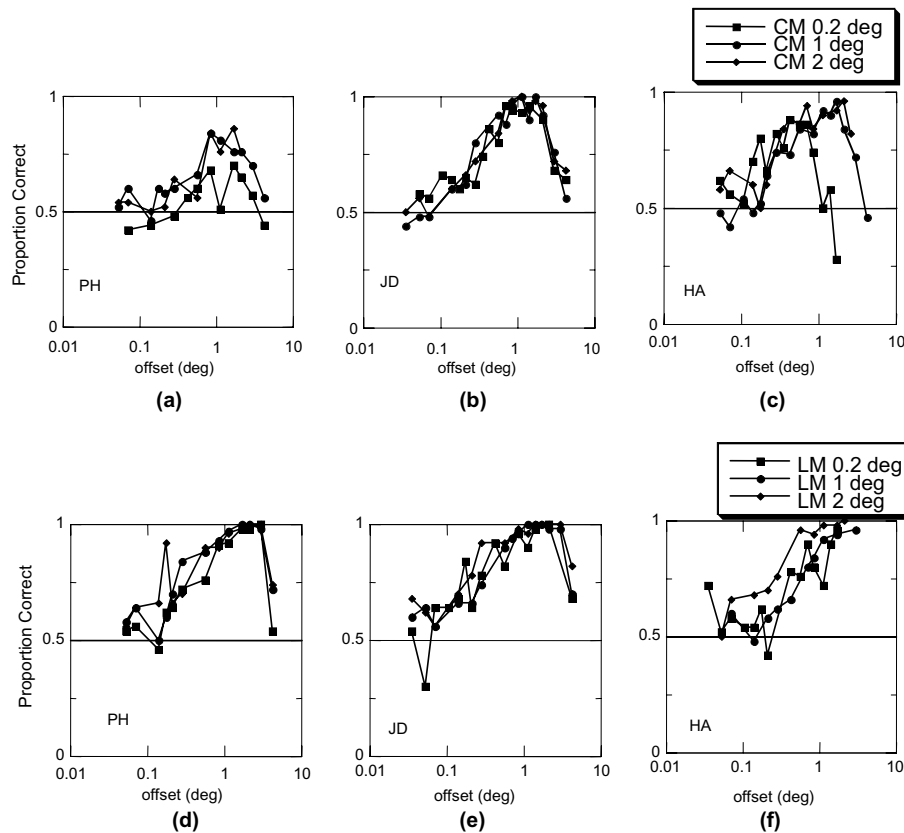 CM 0.2 deg
CM 1 deg
CM 2 deg
1
0.5
0
Proportion Correct
PH
0.01
0.1
1
10
offset (deg)
(a)
1
0.5
0
JD
0.01
0.1
1
10
offset (deg)
(b)
1
0.5
0
HA
0.01
0.1
1
10
offset (deg)
(c)
LM 0.2 deg
LM 1 deg
LM 2 deg
1
0.5
0
Proportion Correct
PH
0.01
0.1
1
10
offset (deg)
(d)
1
0.5
0
JD
0.01
0.1
1
10
offset (deg)
(e)
1
0.5
0
HA
0.01
0.1
1
10
offset (deg)
(f)